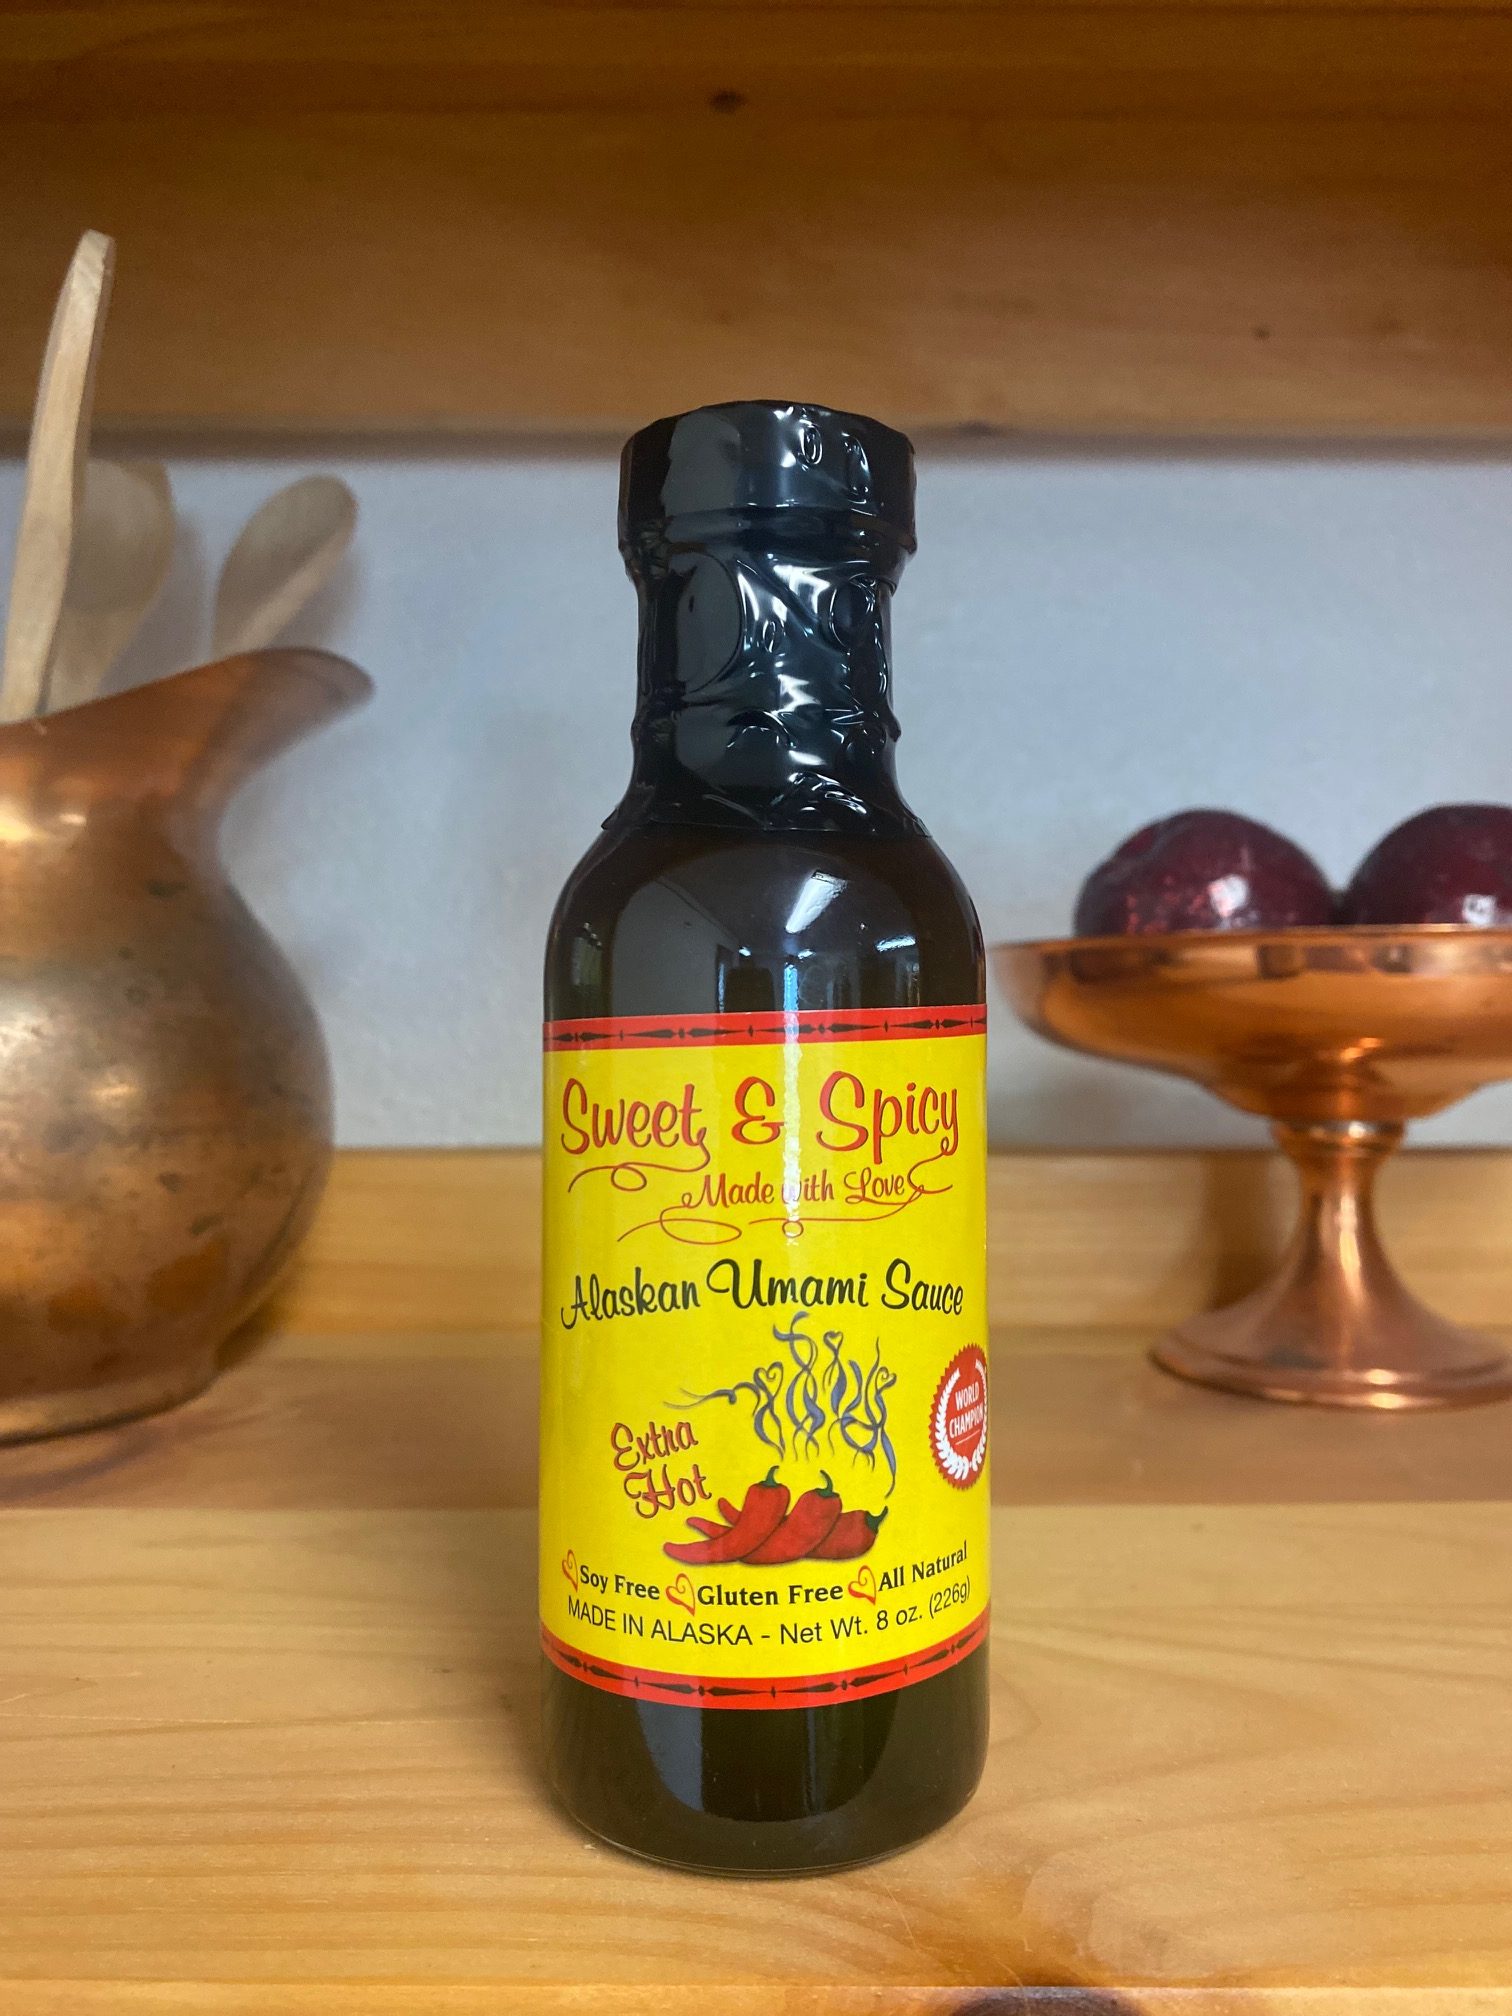 Sweet & Spicy
Made with Love
Alaskan Umami Sauce
WORLD
CHAMPION
Extra
Hot
Soy Free Gluten Free All Natural
MADE IN ALASKA - Net Wt. 8 oz. (226g)